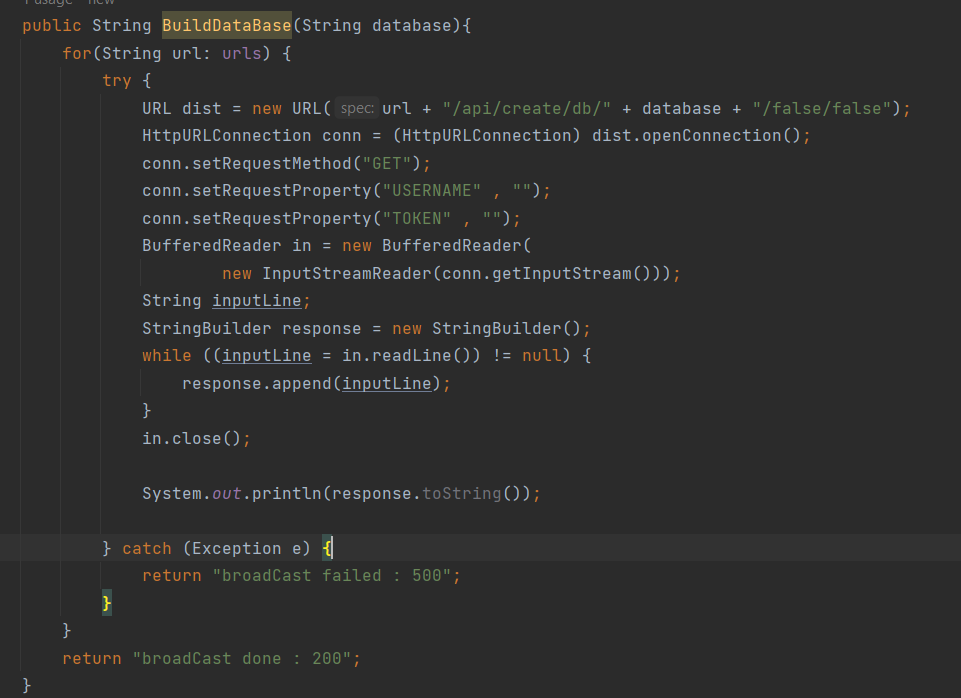 usage new
public String BuildDataBase(String database){
for(String url: urls) {
try {
URL dist = new URL( spec: url + "/api/create/db/" + database + "/false/false");
HttpURLConnection conn = (HttpURLConnection) dist.openConnection();
conn.setRequestMethod("GET");
conn.setRequestProperty("USERNAME" , "");
conn.setRequestProperty("TOKEN" , "");
BufferedReader in = new BufferedReader(
new InputStreamReader(conn.getInputStream()));
String inputLine;
StringBuilder response = new StringBuilder();
while ((inputLine = in.readLine()) != null) {
response.append(inputLine);
}
in.close();
System.out.println(response.toString());
} catch (Exception e) {
return "broadCast failed : 500";
}
}
return "broadCast done : 200";
}